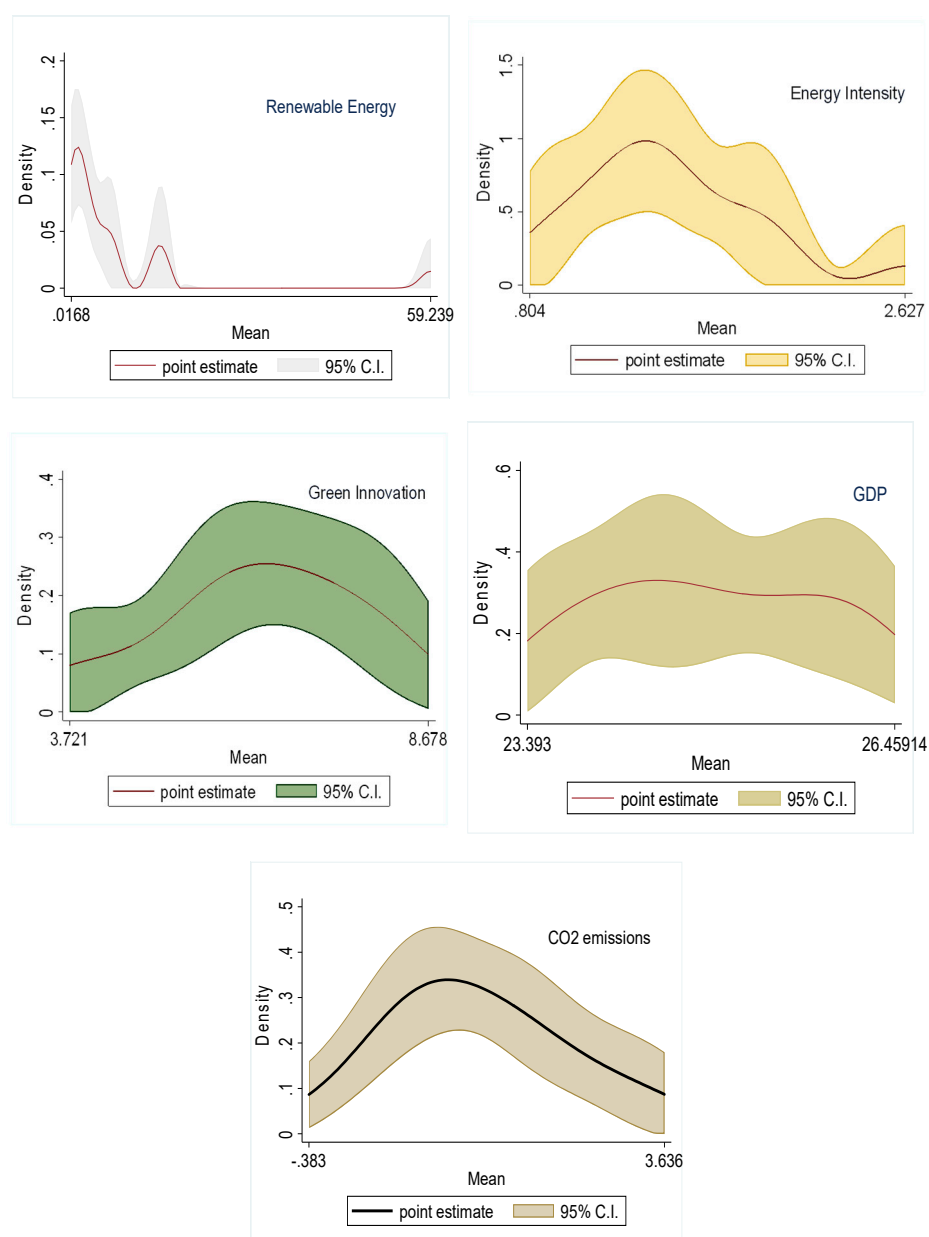 Renewable Energy
Density
.2
.15
.1
.05
0
.0168
59.239
Mean
point estimate
95% C.I.
Energy Intensity
Density
1.5
1
.5
0
.804
2.627
Mean
point estimate
95% C.I.
Green Innovation
Density
.4
.3
.2
.1
0
3.721
8.678
Mean
point estimate
95% C.I.
GDP
Density
.6
.4
.2
0
23.393
26.45914
Mean
point estimate
95% C.I.
CO2 emissions
Density
.5
.4
.3
.2
.1
0
-.383
3.636
Mean
point estimate
95% C.I.